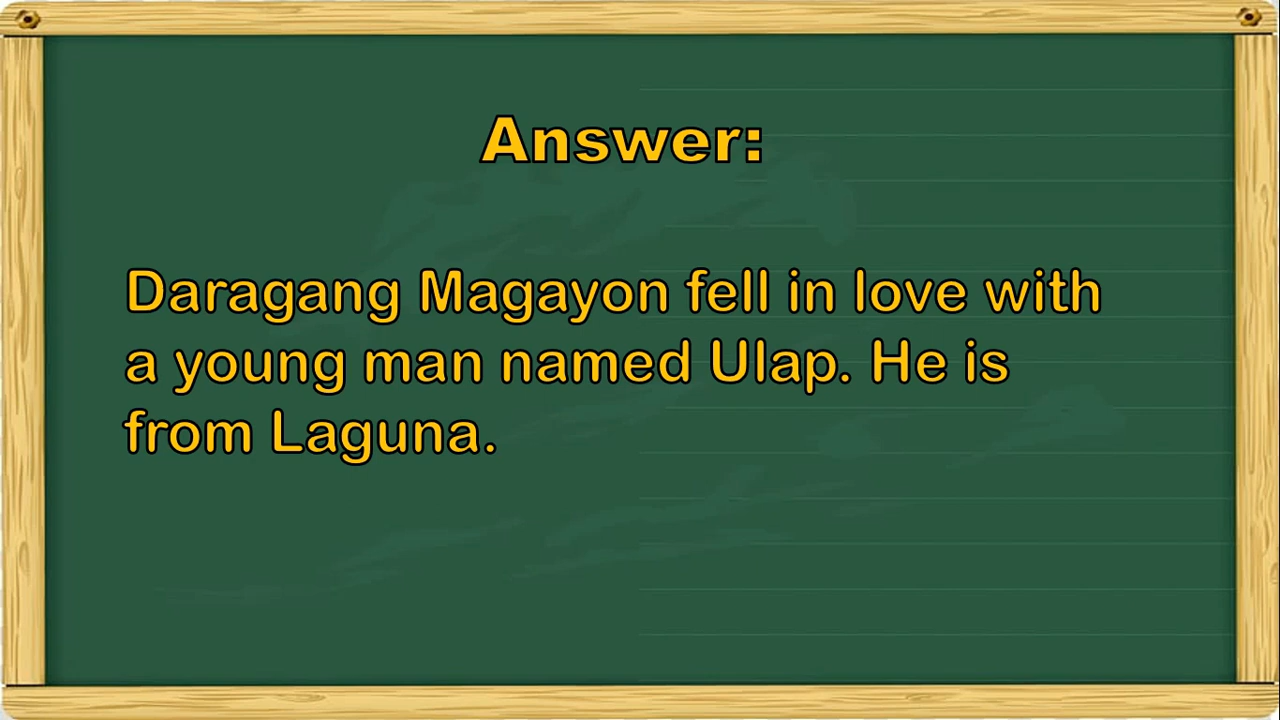 Answer:
Daragang Magayon fell in love with
a young man named Ulap. He is
from Laguna.